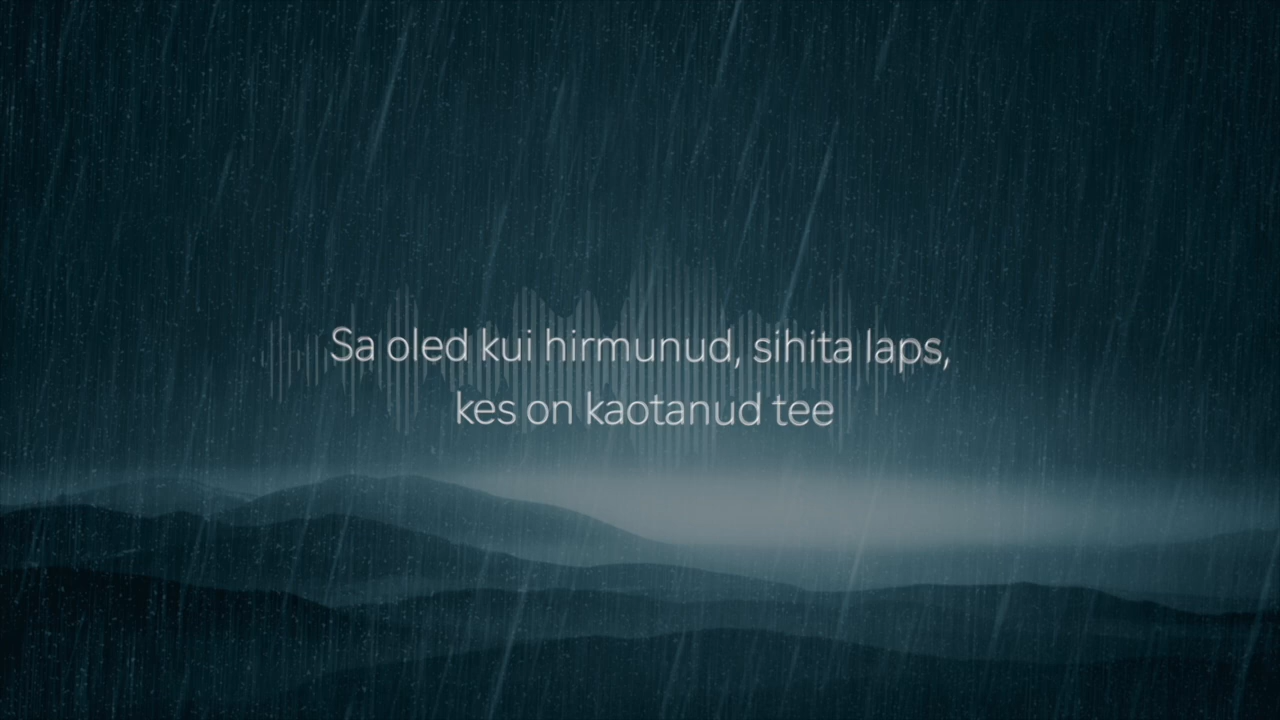 Sa oled kui hirmunud, sihita laps,
kes on kaotanud tee